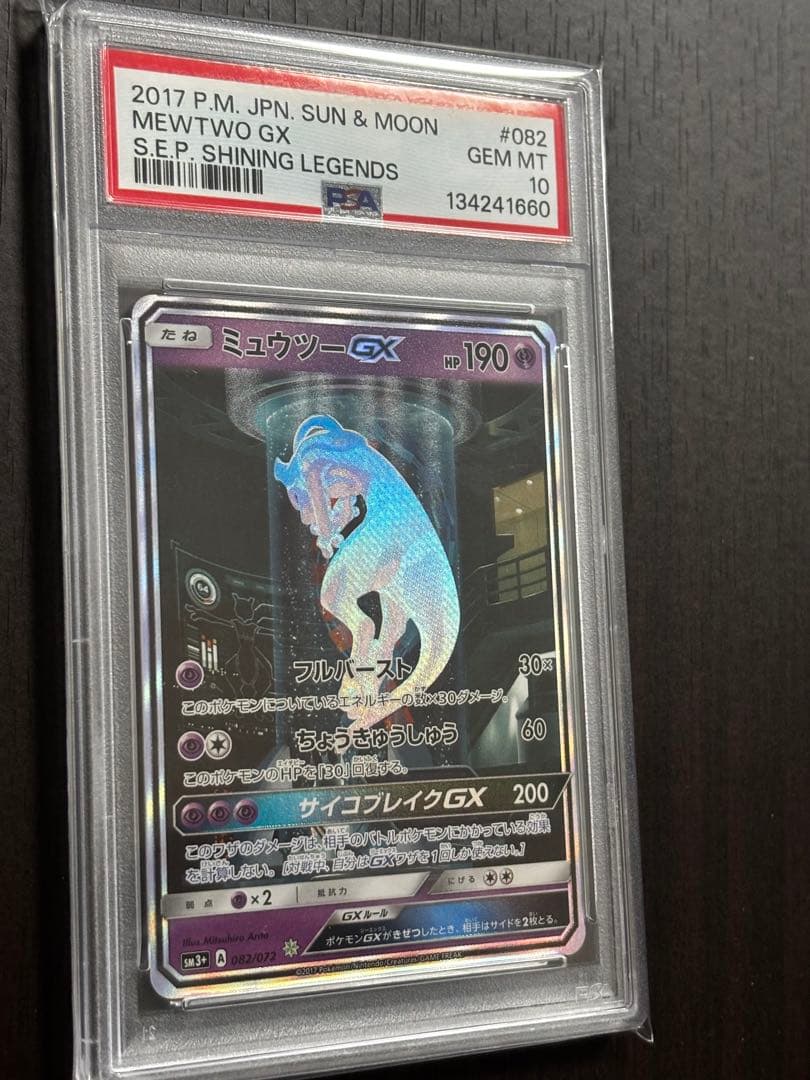 2017 P.M. JPN. SUN & MOON #082
MEWTWO GX GEM MT
S.E.P. SHINING LEGENDS 10
PSA 134241660
たね ミュウツーGX HP190
64
フルバースト 30×
このポケモンについているエネルギーの数×30ダメージ。
ちょうきゅうしゅう 60
このポケモンのHPを「30」回復する。
サイコブレイクGX 200
このワザのダメージは、相手のバトルポケモンにかかっている効果
を計算しない。[対戦中、自分はGXワザを1回しか使えない。]
弱点 ×2 抵抗力 にげる
GXルール
ポケモンGXがきぜつしたとき、相手はサイドを2枚とる。
Illus. Mitsuhiro Arita
SM3+ A 082/072
©2017 Pokémon/Nintendo/Creatures/GAME FREAK